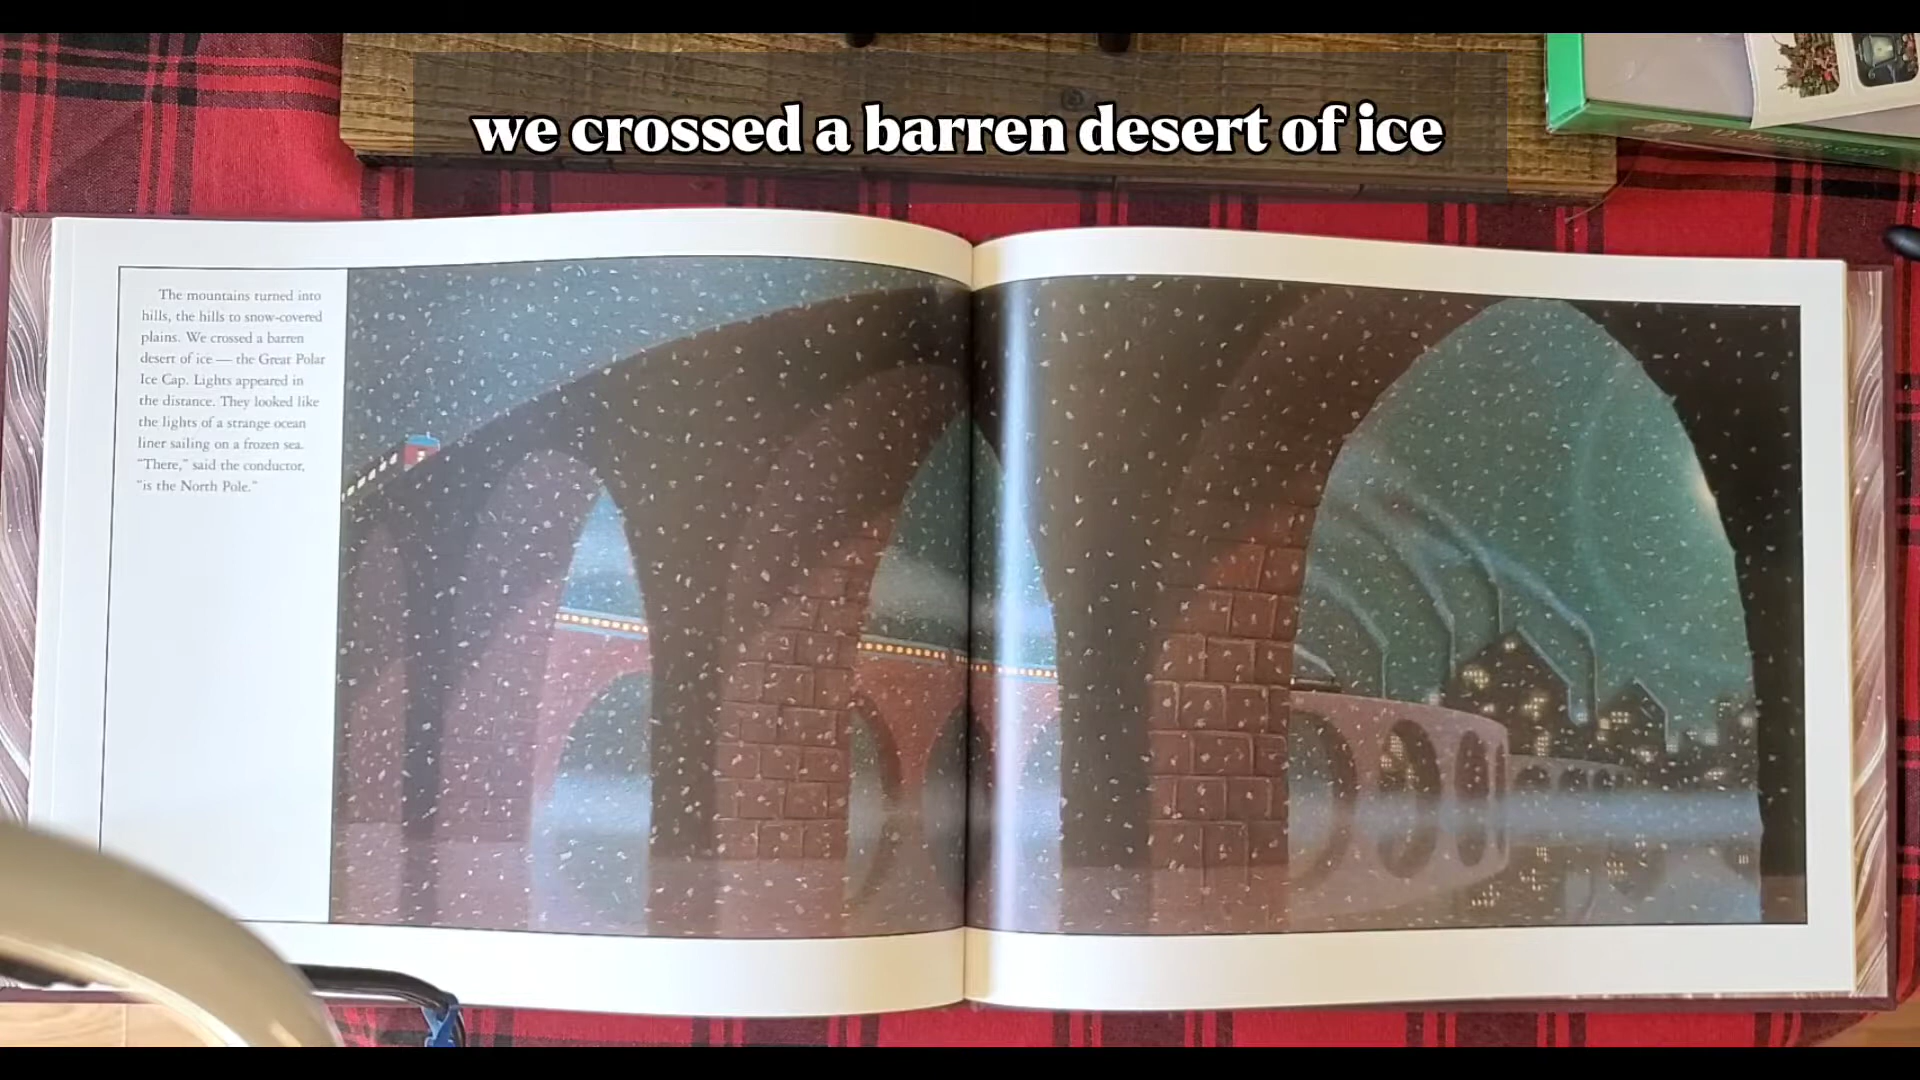 we crossed a barren desert of ice
The mountains turned into
hills, the hills to snow-covered
plains. We crossed a barren
desert of ice — the Great Polar
Ice Cap. Lights appeared in
the distance. They looked like
the lights of a strange ocean
liner sailing on a frozen sea.
"There," said the conductor,
"is the North Pole."